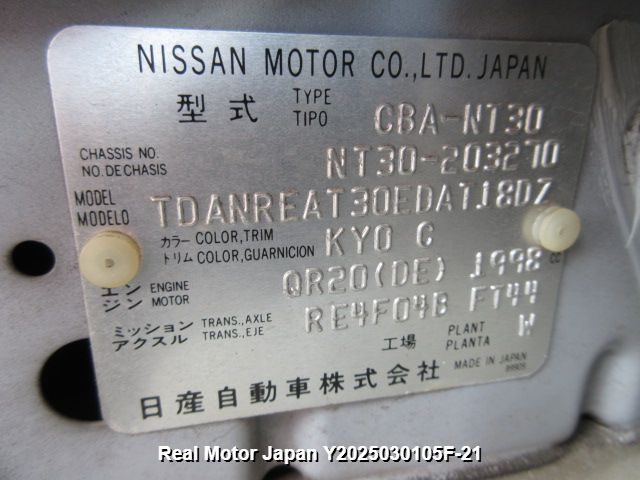 NISSAN MOTOR CO.,LTD. JAPAN
型式 TYPE TIPO CBA-NT30
CHASSIS NO. NO. DE CHASIS NT30-203270
MODEL MODELO TDANREAT30EDATJ18DZ
カラー COLOR, TRIM トリム COLOR, GUARNICION KY0 C
エンジン ENGINE MOTOR QR20(DE) 1998 CC
ミッション アクスル TRANS., AXLE TRANS., EJE RE4F04B FT44
工場 PLANT PLANTA W
日産自動車株式会社 MADE IN JAPAN
Real Motor Japan Y2025030105F-21